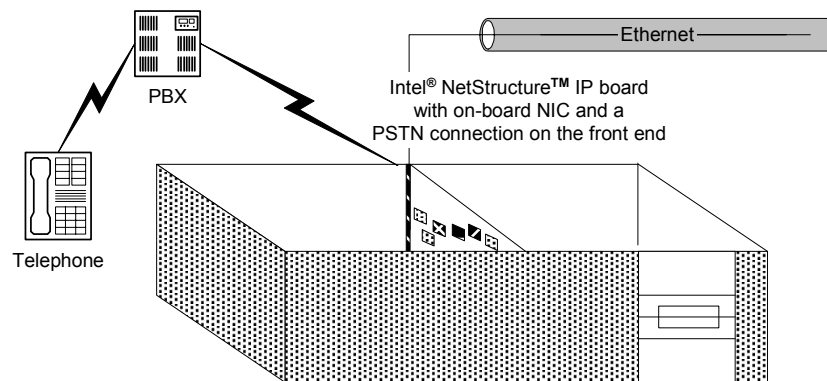 Ethernet
PBX
Intel® NetStructure™ IP board
with on-board NIC and a
PSTN connection on the front end
Telephone